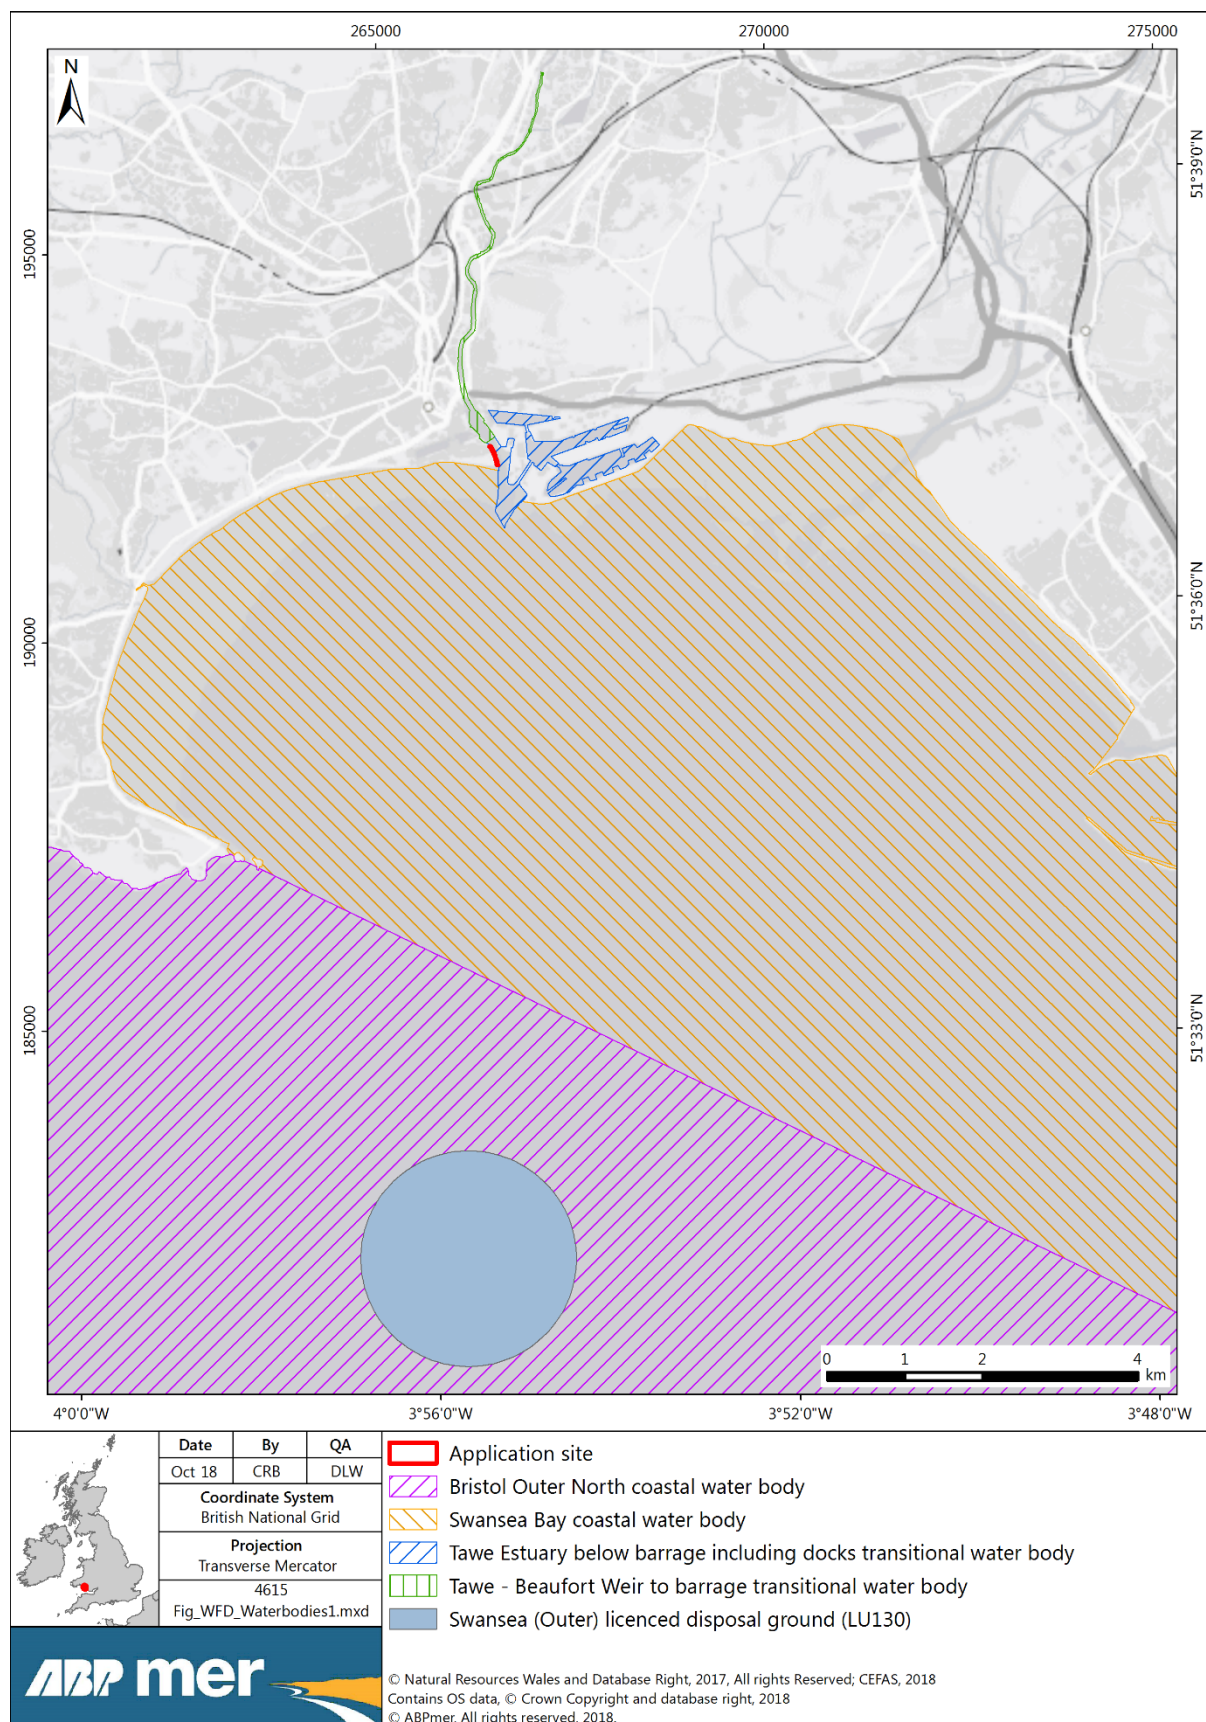 265000 270000 275000
N
51°39'0"N
195000
51°36'0"N
190000
51°33'0"N
185000
0 1 2 4
km
4°0'0"W 3°56'0"W 3°52'0"W 3°48'0"W
Date By QA
Oct 18 CRB DLW
Coordinate System
British National Grid
Projection
Transverse Mercator
4615
Fig_WFD_Waterbodies1.mxd
ABP mer
Application site
Bristol Outer North coastal water body
Swansea Bay coastal water body
Tawe Estuary below barrage including docks transitional water body
Tawe - Beaufort Weir to barrage transitional water body
Swansea (Outer) licenced disposal ground (LU130)
© Natural Resources Wales and Database Right, 2017, All rights Reserved; CEFAS, 2018
Contains OS data, © Crown Copyright and database right, 2018
© ABPmer, All rights reserved, 2018.